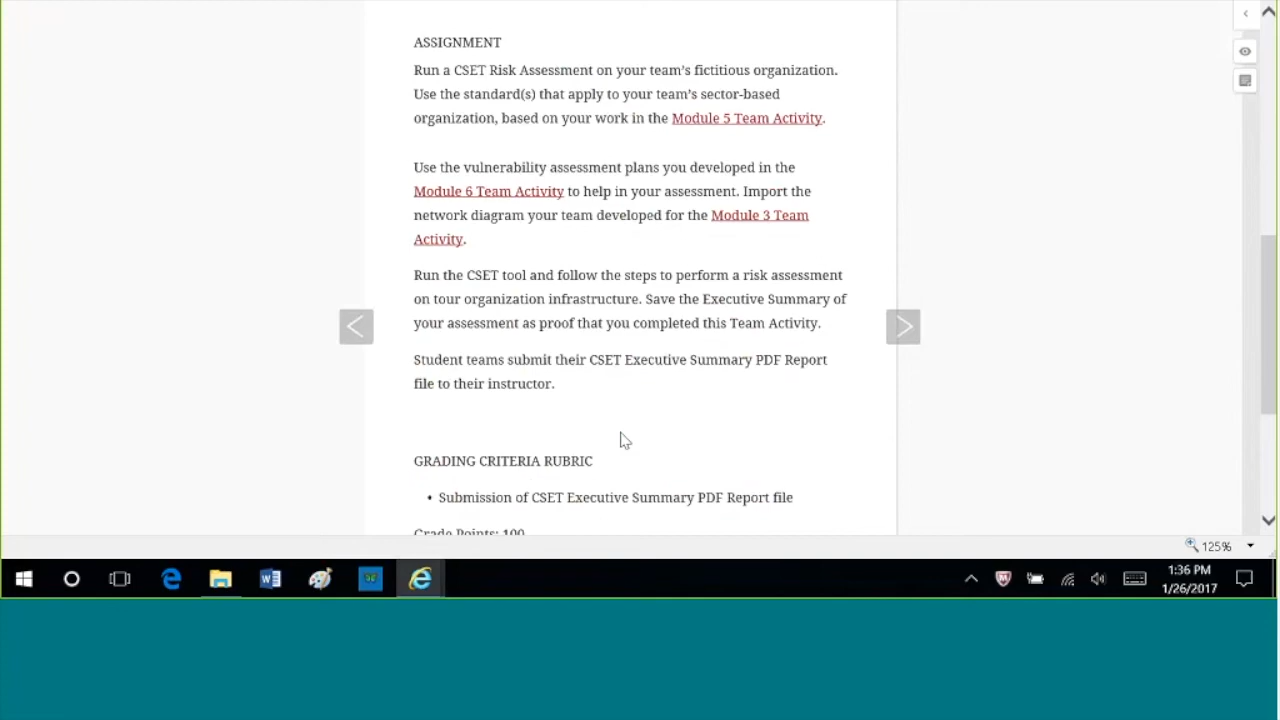 ASSIGNMENT
Run a CSET Risk Assessment on your team's fictitious organization.
Use the standard(s) that apply to your team's sector-based
organization, based on your work in the Module 5 Team Activity.
Use the vulnerability assessment plans you developed in the
Module 6 Team Activity to help in your assessment. Import the
network diagram your team developed for the Module 3 Team
Activity.
Run the CSET tool and follow the steps to perform a risk assessment
on tour organization infrastructure. Save the Executive Summary of
your assessment as proof that you completed this Team Activity.
Student teams submit their CSET Executive Summary PDF Report
file to their instructor.
GRADING CRITERIA RUBRIC
• Submission of CSET Executive Summary PDF Report file
Grade Points: 100
125%
1:36 PM
1/26/2017